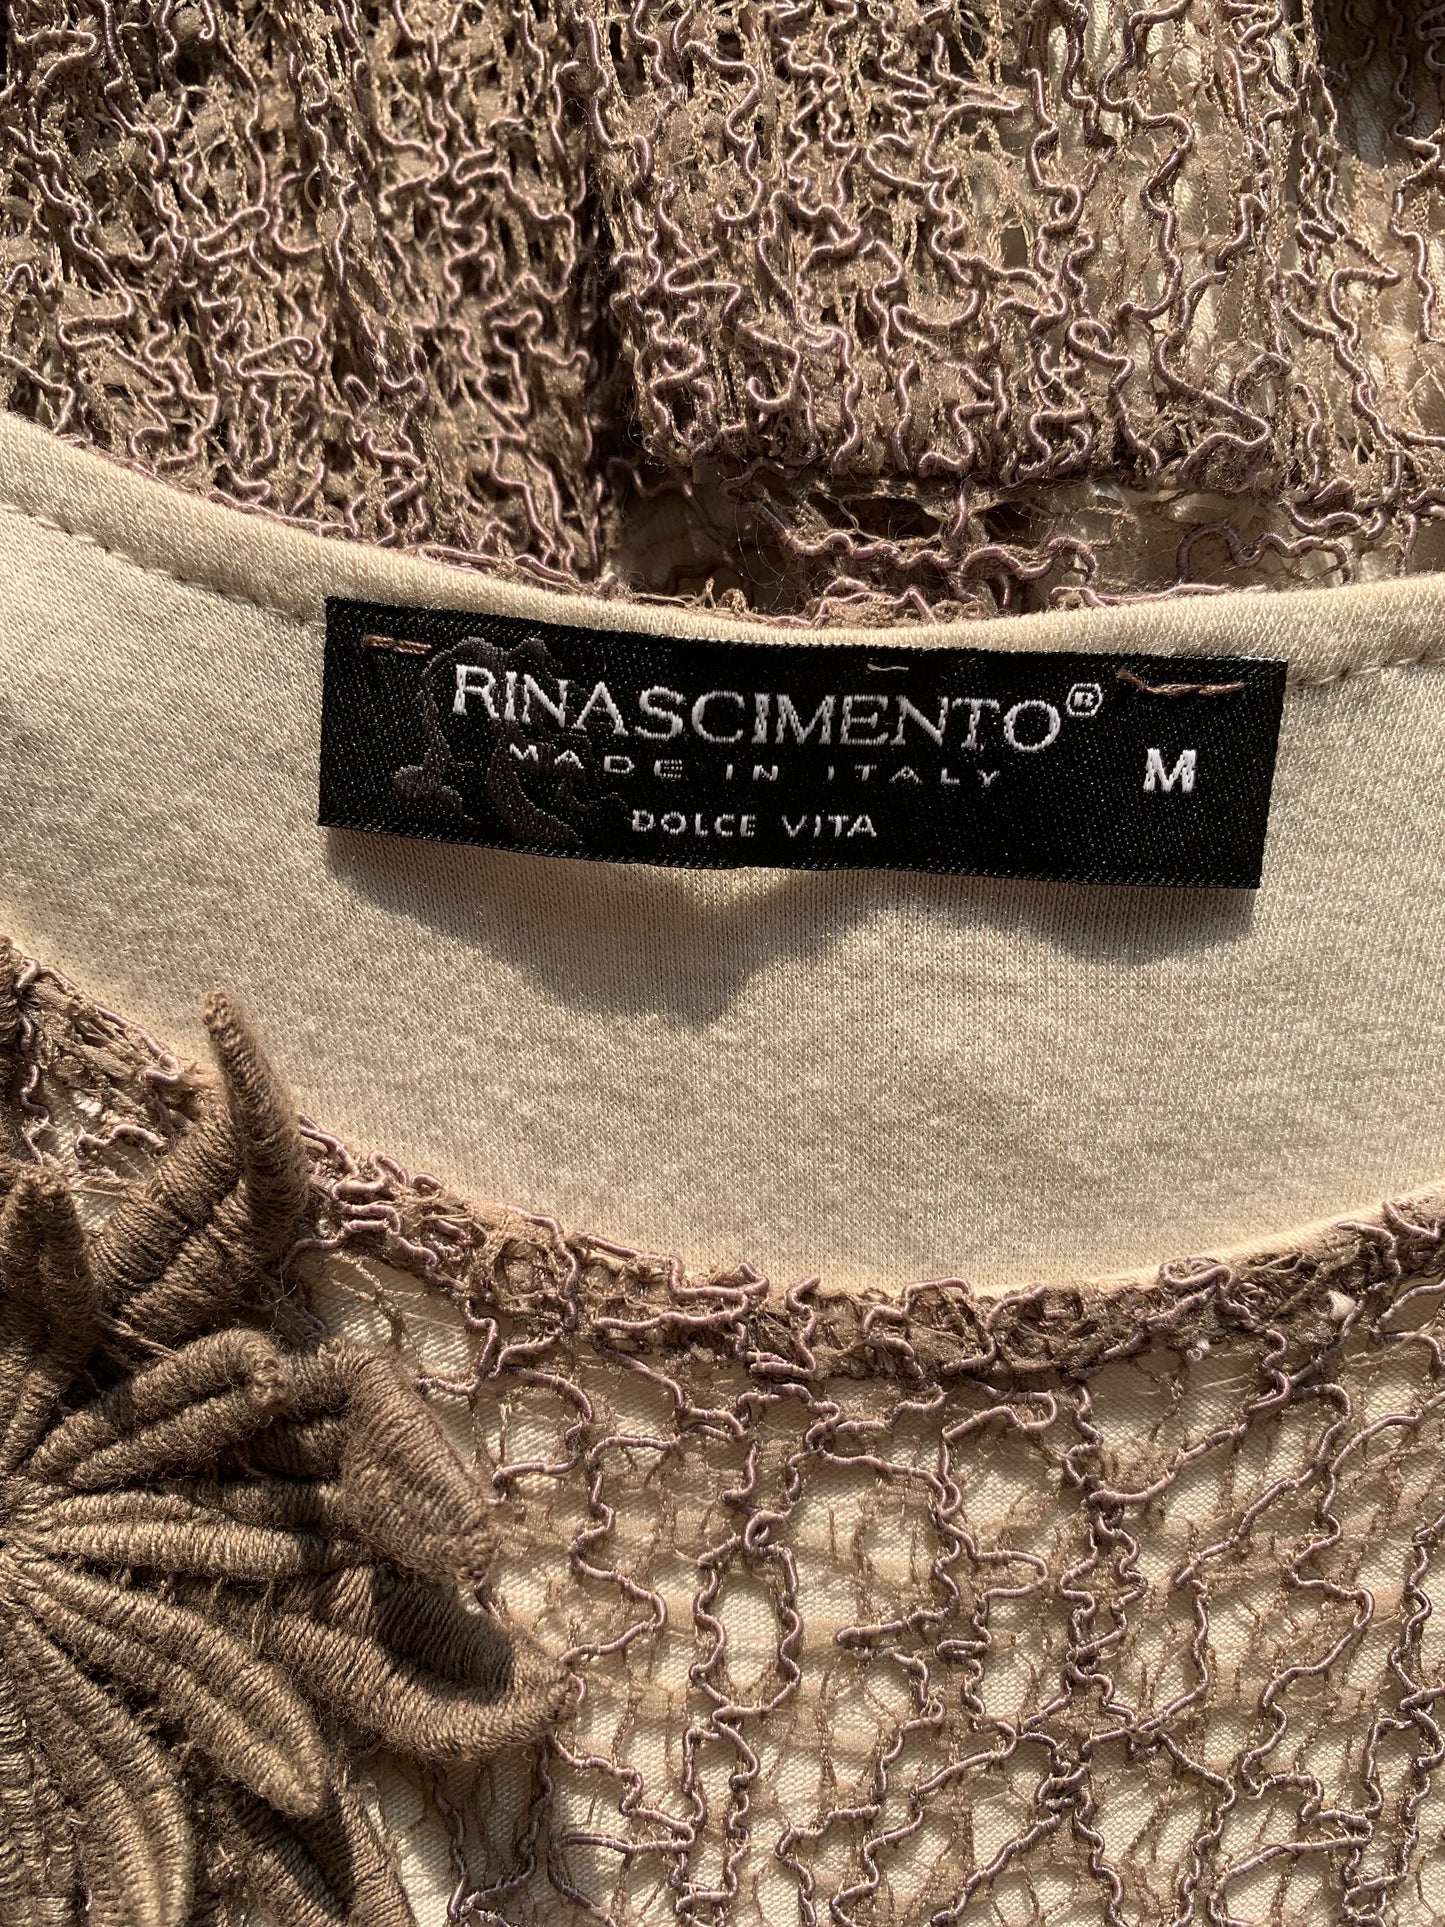 RINASCIMENTO®
MADE IN ITALY
M
DOLCE VITA